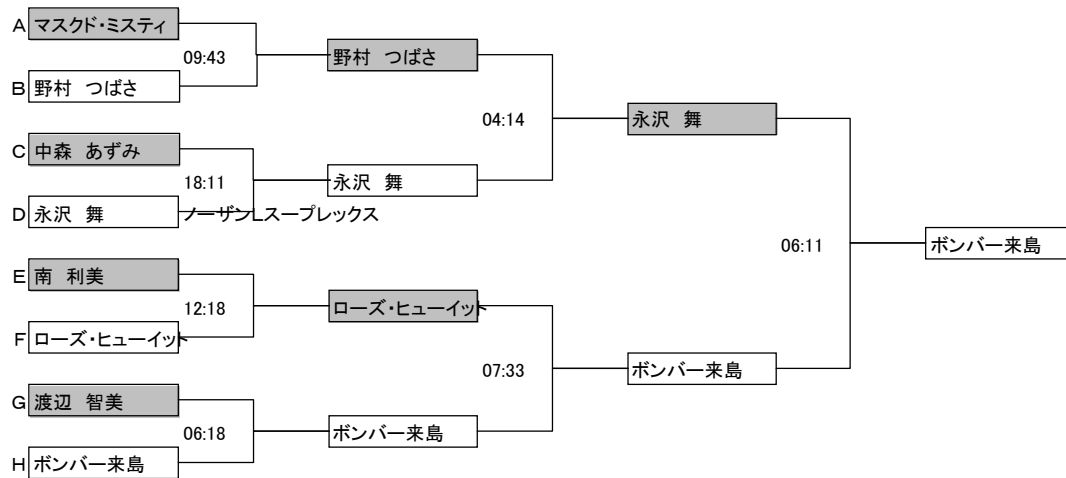 A マスクド・ミスティ
09:43
B 野村　つばさ
野村　つばさ
04:14
永沢　舞
C 中森　あずみ
18:11
D 永沢　舞 ノーザンLスープレックス
永沢　舞
06:11
ボンバー来島
E 南　利美
12:18
F ローズ・ヒューイット
ローズ・ヒューイット
07:33
ボンバー来島
G 渡辺　智美
06:18
H ボンバー来島
ボンバー来島